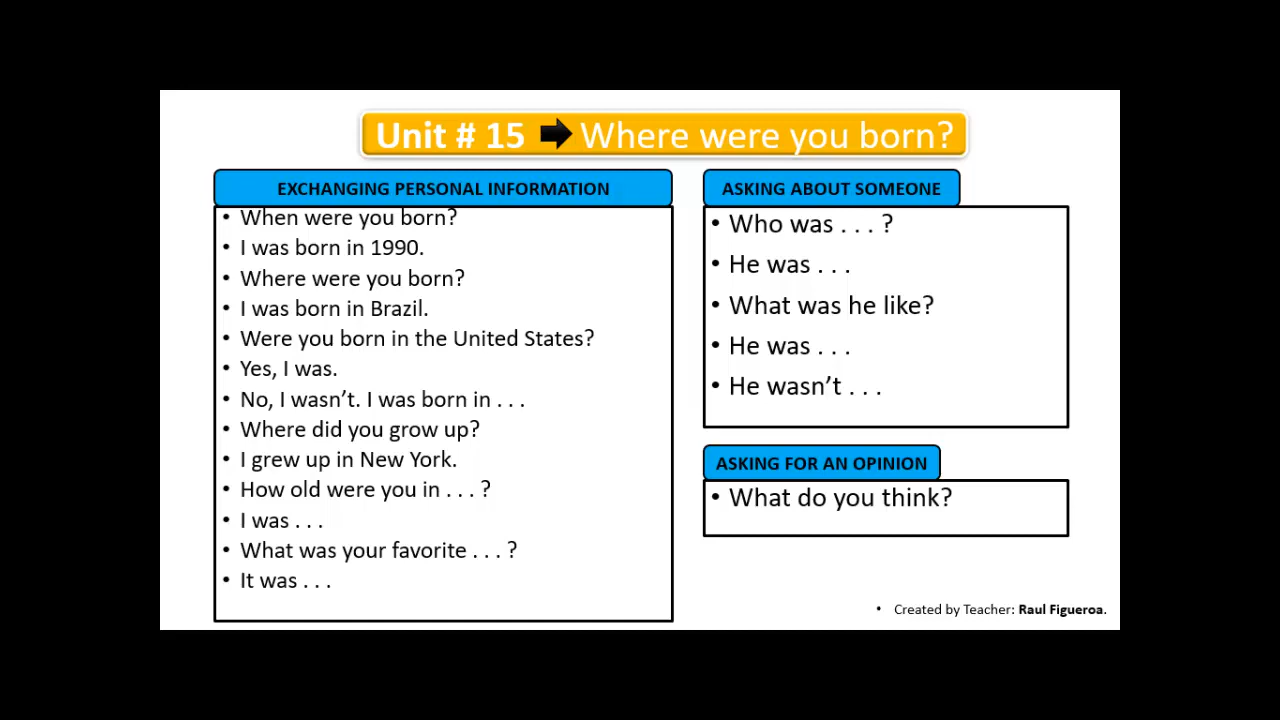 Unit # 15 Where were you born?
EXCHANGING PERSONAL INFORMATION
• When were you born?
• I was born in 1990.
• Where were you born?
• I was born in Brazil.
• Were you born in the United States?
• Yes, I was.
• No, I wasn’t. I was born in . . .
• Where did you grow up?
• I grew up in New York.
• How old were you in . . . ?
• I was . . .
• What was your favorite . . . ?
• It was . . .
ASKING ABOUT SOMEONE
• Who was . . . ?
• He was . . .
• What was he like?
• He was . . .
• He wasn’t . . .
ASKING FOR AN OPINION
• What do you think?
• Created by Teacher: Raul Figueroa.